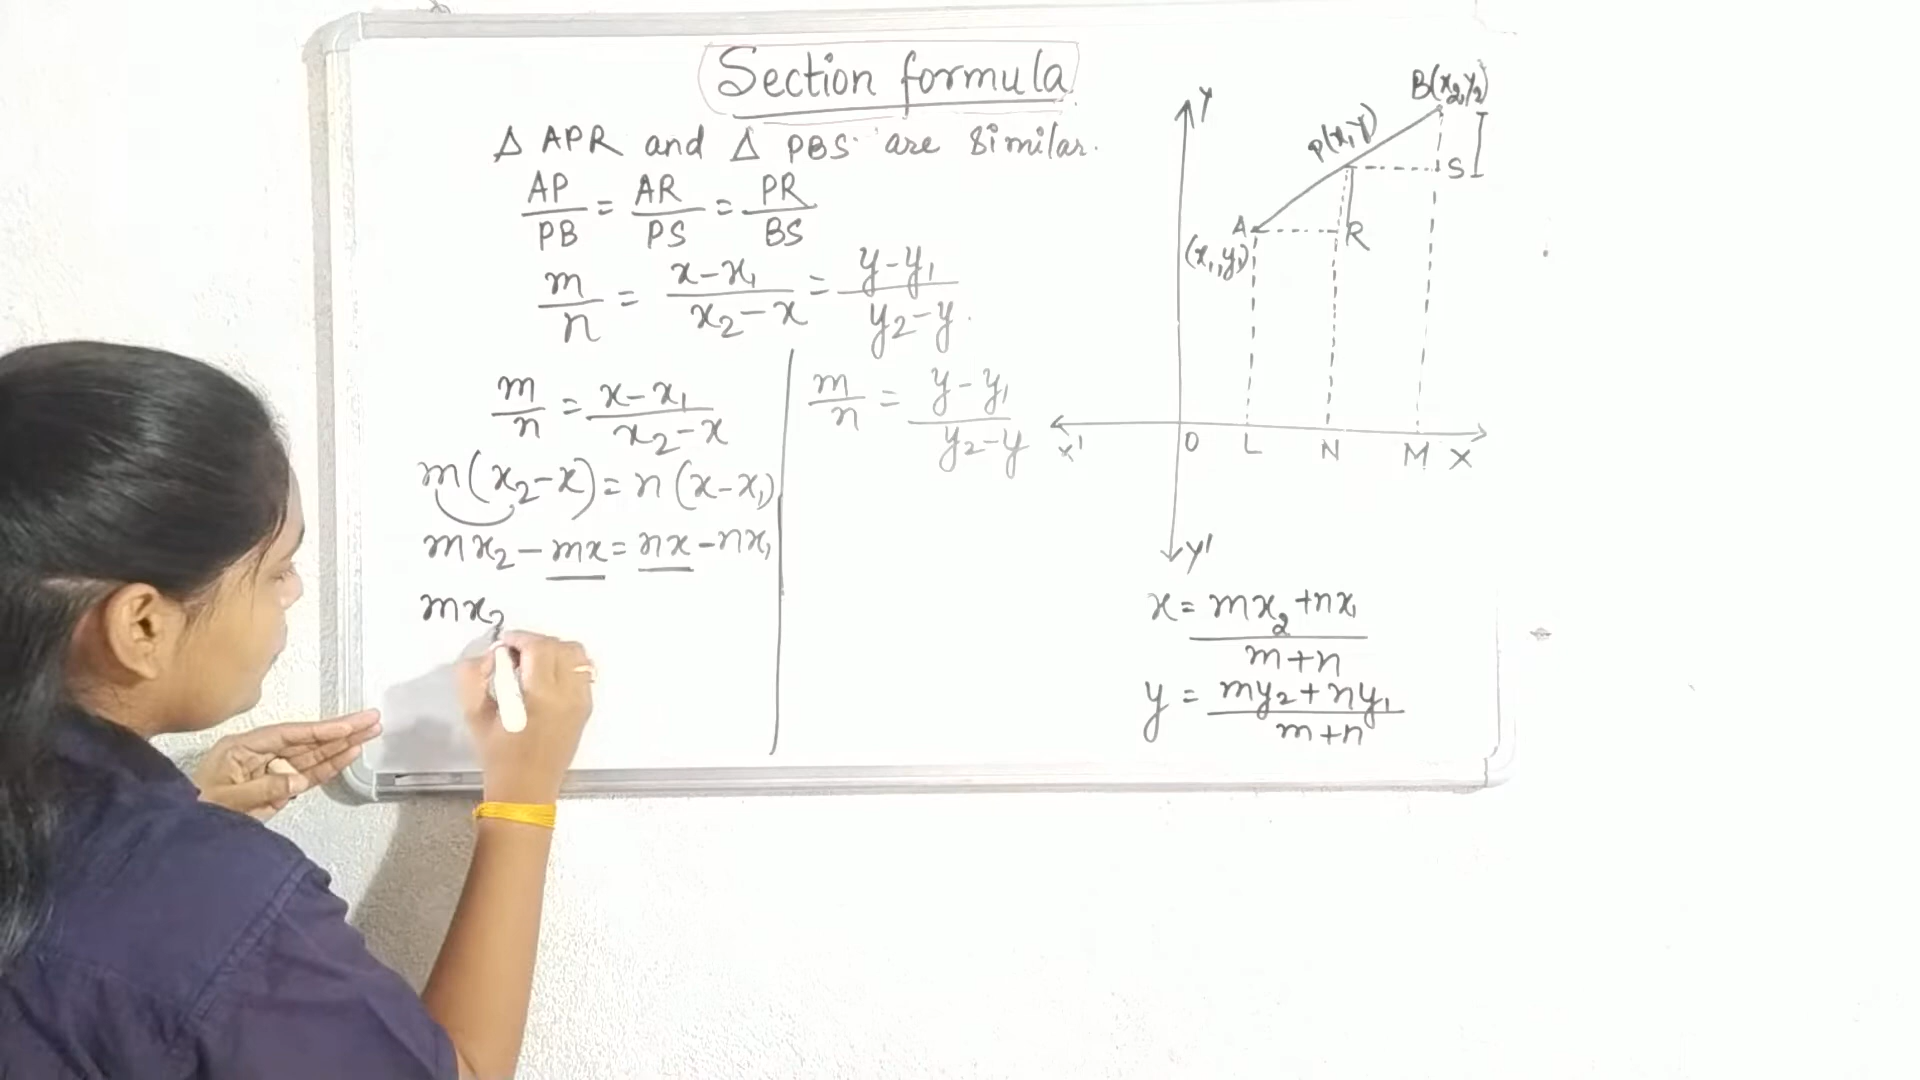 Section formula
Δ APR and Δ PBS are similar.
AP/PB = AR/PS = PR/BS
m/n = x-x₁/x₂-x = y-y₁/y₂-y
m/n = x-x₁/x₂-x
m(x₂-x) = n(x-x₁)
mx₂-mx = nx-nx₁
mx₂
m/n = y-y₁/y₂-y
Y
B(x₂,y₂)
P(x,y)
S
A
R
(x₁,y₁)
X' O L N M X
Y'
x = mx₂+nx₁/m+n
y = my₂+ny₁/m+n